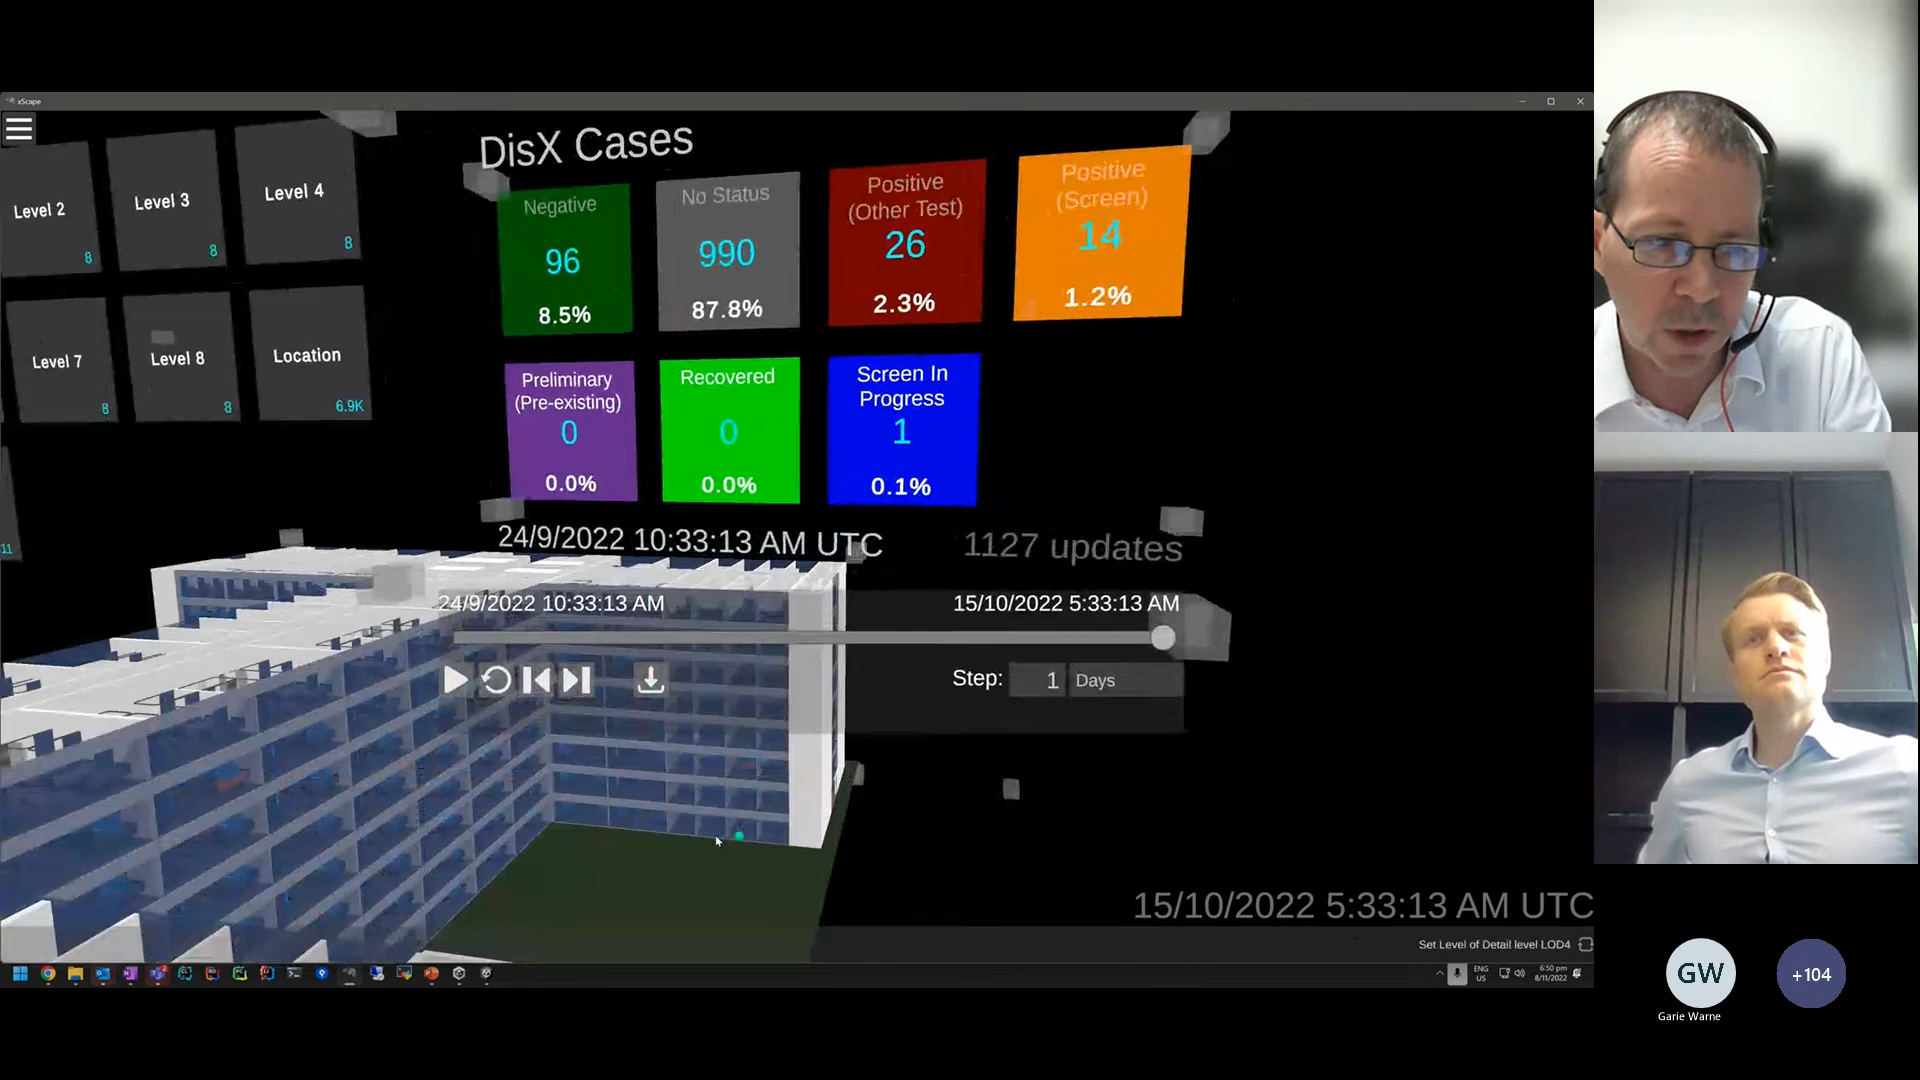 xScape
Level 2
8
Level 3
8
Level 4
8
Level 7
8
Level 8
8
Location
6.9K
11
DisX Cases
Negative
96
8.5%
No Status
990
87.8%
Positive
(Other Test)
26
2.3%
Positive
(Screen)
14
1.2%
Preliminary
(Pre-existing)
0
0.0%
Recovered
0
0.0%
Screen In
Progress
1
0.1%
24/9/2022 10:33:13 AM UTC
1127 updates
24/9/2022 10:33:13 AM
15/10/2022 5:33:13 AM
Step: 1 Days
15/10/2022 5:33:13 AM UTC
Set Level of Detail level LOD4
ENG
US
6:50 pm
8/11/2022
GW
+104
Garie Warne